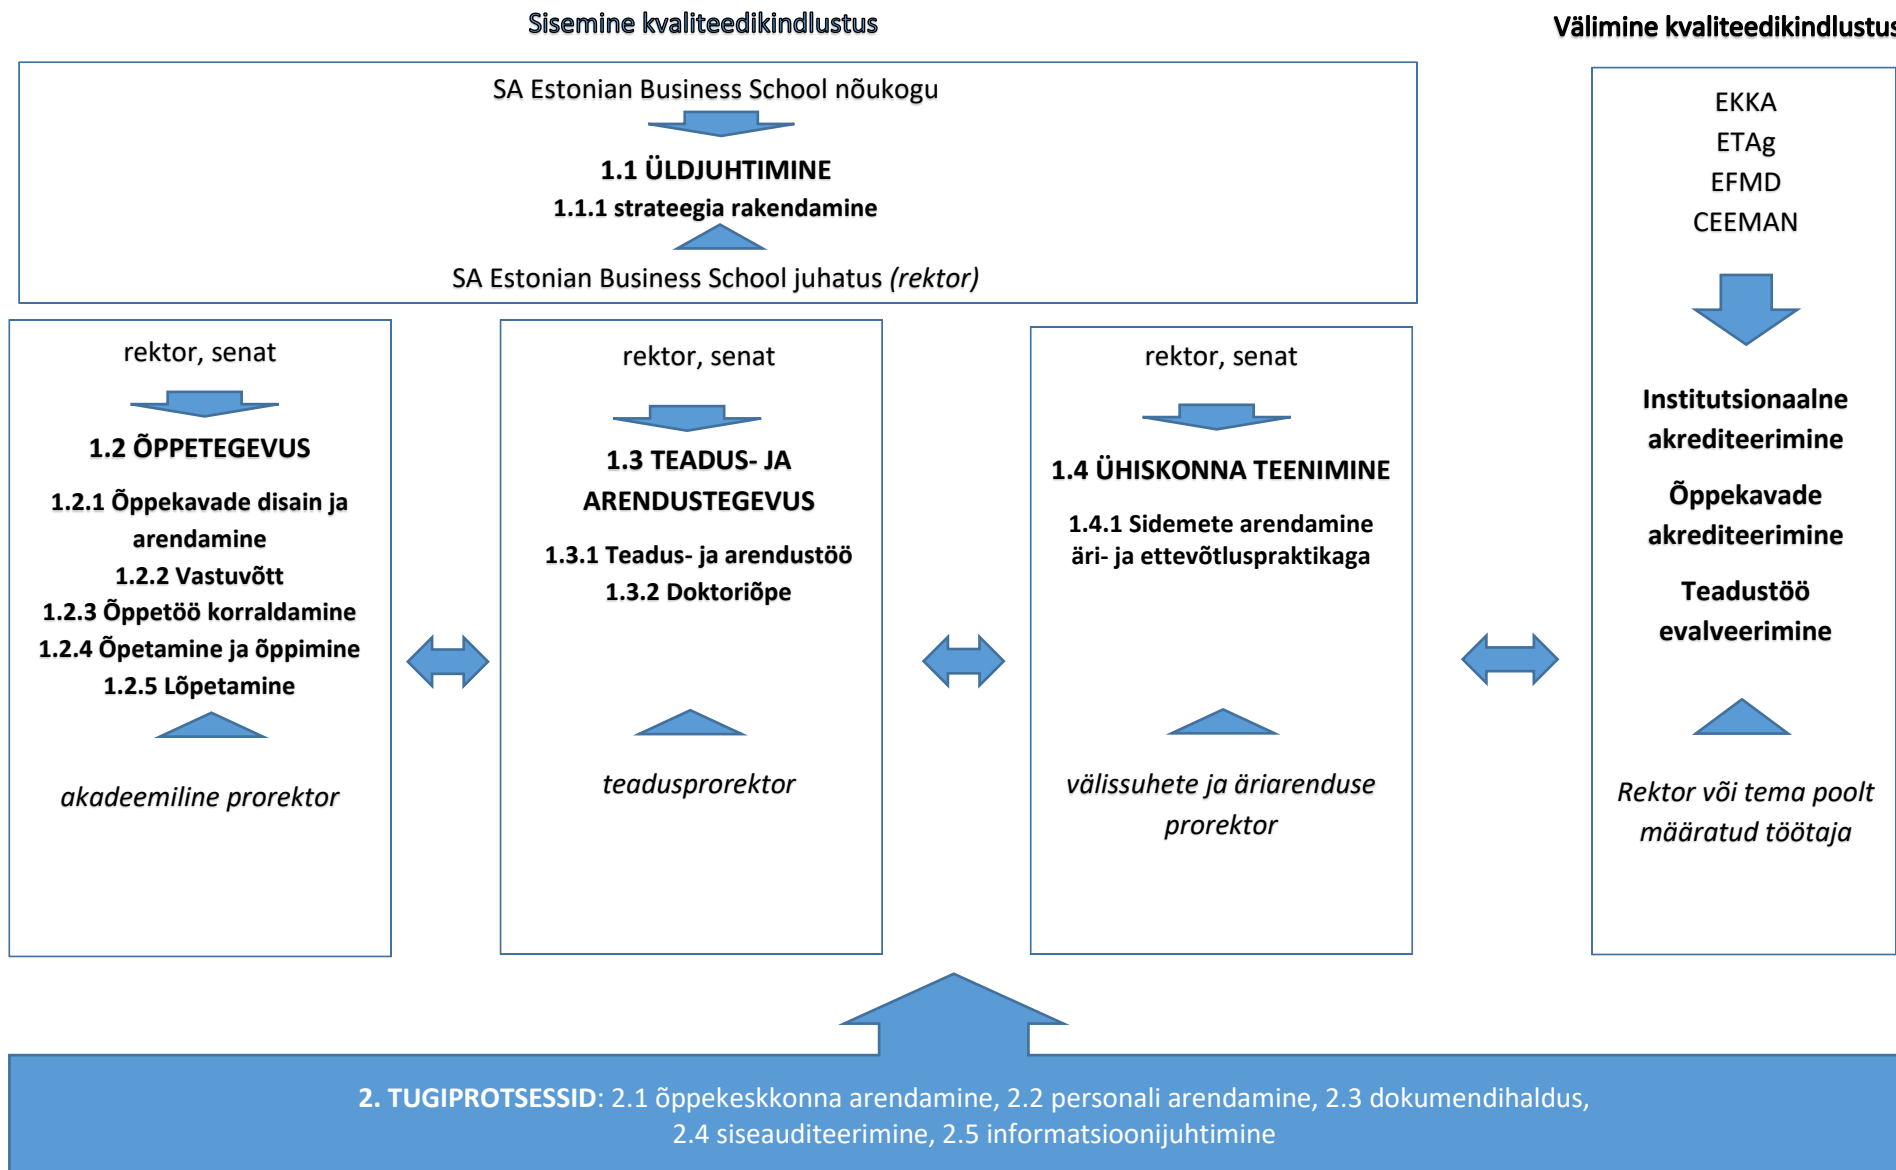 Sisemine kvaliteedikindlustus
Välimine kvaliteedikindlustus
SA Estonian Business School nõukogu
1.1 ÜLDJUHTIMINE
1.1.1 strateegia rakendamine
SA Estonian Business School juhatus (rektor)
rektor, senat
1.2 ÕPPETEGEVUS
1.2.1 Õppekavade disain ja
arendamine
1.2.2 Vastuvõtt
1.2.3 Õppetöö korraldamine
1.2.4 Õpetamine ja õppimine
1.2.5 Lõpetamine
akadeemiline prorektor
rektor, senat
1.3 TEADUS- JA
ARENDUSTEGEVUS
1.3.1 Teadus- ja arendustöö
1.3.2 Doktoriõpe
teadusprorektor
rektor, senat
1.4 ÜHISKONNA TEENIMINE
1.4.1 Sidemete arendamine
äri- ja ettevõtluspraktikaga
välissuhete ja äriarenduse
prorektor
EKKA
ETAg
EFMD
CEEMAN
Institutsionaalne
akrediteerimine
Õppekavade
akrediteerimine
Teadustöö
evalveerimine
Rektor või tema poolt
määratud töötaja
2. TUGIPROTSESSID: 2.1 õppekeskkonna arendamine, 2.2 personali arendamine, 2.3 dokumendihaldus,
2.4 siseauditeerimine, 2.5 informatsioonijuhtimine